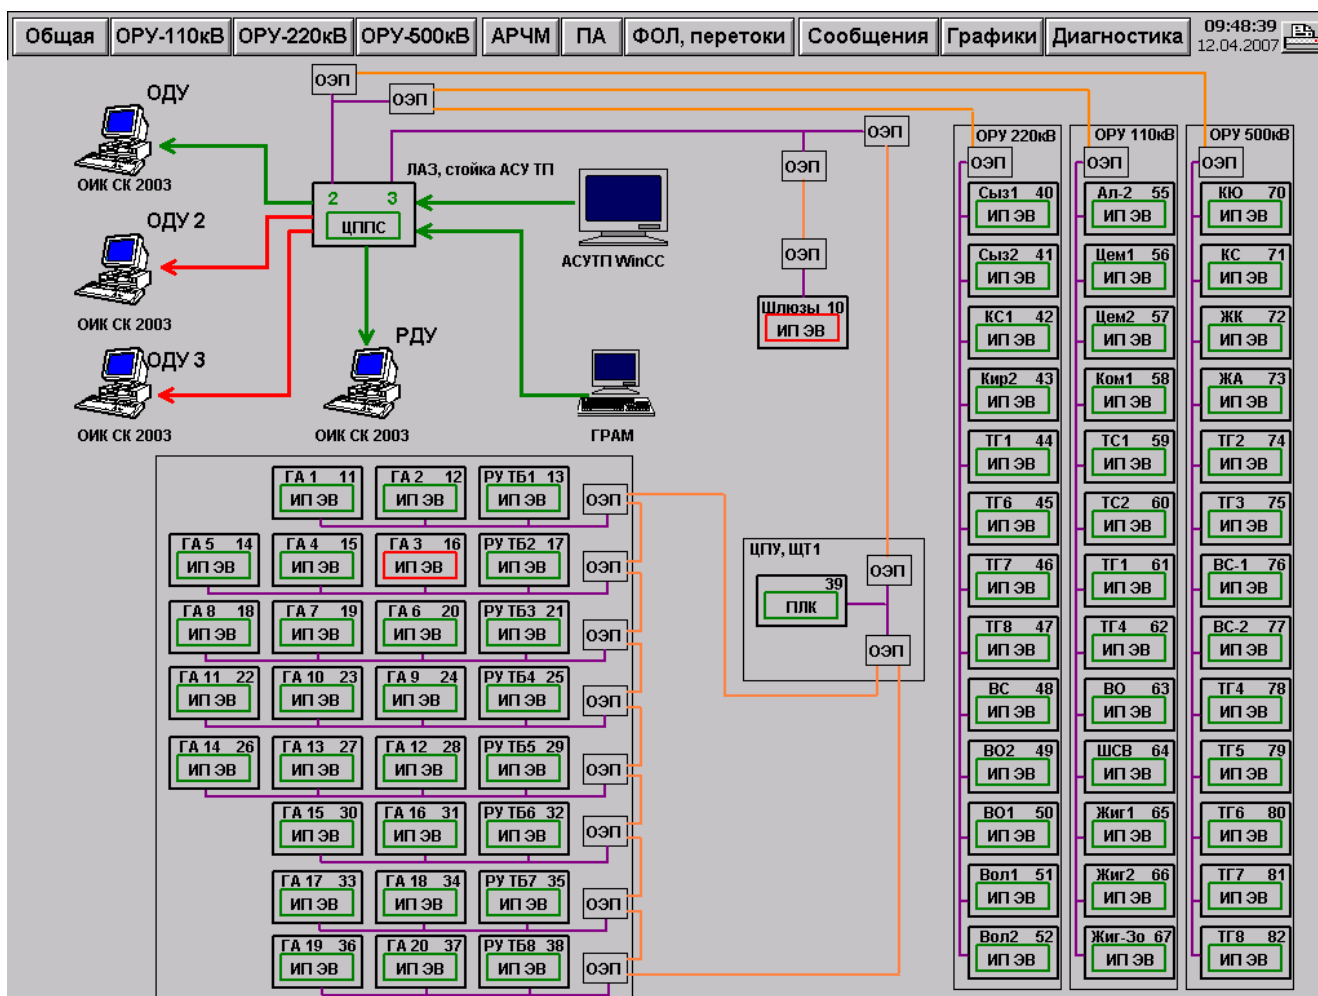 Общая ОРУ-110кВ ОРУ-220кВ ОРУ-500кВ АРЧМ ПА ФОЛ, перетоки Сообщения Графики Диагностика 09:48:39
12.04.2007
ОЭП
ОЭП
ОДУ
ОИК СК 2003
ОДУ 2
ОИК СК 2003
ОДУ 3
ОИК СК 2003
2 3
ЦППС
РДУ
ОИК СК 2003
ЛАЗ, стойка АСУ ТП
АСУТП WinCC
ГРАМ
ОЭП
ОЭП
ОЭП
Шлюзы 10
ИП ЭВ
ГА 1 11 ГА 2 12 РУ ТБ1 13
ИП ЭВ ИП ЭВ ИП ЭВ ОЭП
ГА 5 14 ГА 4 15 ГА 3 16 РУ ТБ2 17
ИП ЭВ ИП ЭВ ИП ЭВ ИП ЭВ ОЭП
ГА 8 18 ГА 7 19 ГА 6 20 РУ ТБ3 21
ИП ЭВ ИП ЭВ ИП ЭВ ИП ЭВ ОЭП
ГА 11 22 ГА 10 23 ГА 9 24 РУ ТБ4 25
ИП ЭВ ИП ЭВ ИП ЭВ ИП ЭВ ОЭП
ГА 14 26 ГА 13 27 ГА 12 28 РУ ТБ5 29
ИП ЭВ ИП ЭВ ИП ЭВ ИП ЭВ ОЭП
ГА 15 30 ГА 16 31 РУ ТБ6 32
ИП ЭВ ИП ЭВ ИП ЭВ ОЭП
ГА 17 33 ГА 18 34 РУ ТБ7 35
ИП ЭВ ИП ЭВ ИП ЭВ ОЭП
ГА 19 36 ГА 20 37 РУ ТБ8 38
ИП ЭВ ИП ЭВ ИП ЭВ ОЭП
ЦПУ, ЩТ1
ОЭП
39
ПЛК
ОЭП
ОРУ 220кВ
ОЭП
Сыз1 40
ИП ЭВ
Сыз2 41
ИП ЭВ
КС1 42
ИП ЭВ
Кир2 43
ИП ЭВ
ТГ1 44
ИП ЭВ
ТГ6 45
ИП ЭВ
ТГ7 46
ИП ЭВ
ТГ8 47
ИП ЭВ
ВС 48
ИП ЭВ
ВО2 49
ИП ЭВ
ВО1 50
ИП ЭВ
Вол1 51
ИП ЭВ
Вол2 52
ИП ЭВ
ОРУ 110кВ
ОЭП
Ал-2 55
ИП ЭВ
Цем1 56
ИП ЭВ
Цем2 57
ИП ЭВ
Ком1 58
ИП ЭВ
ТС1 59
ИП ЭВ
ТС2 60
ИП ЭВ
ТГ1 61
ИП ЭВ
ТГ4 62
ИП ЭВ
ВО 63
ИП ЭВ
ШСВ 64
ИП ЭВ
Жиг1 65
ИП ЭВ
Жиг2 66
ИП ЭВ
Жиг-Зо 67
ИП ЭВ
ОРУ 500кВ
ОЭП
КЮ 70
ИП ЭВ
КС 71
ИП ЭВ
ЖК 72
ИП ЭВ
ЖА 73
ИП ЭВ
ТГ2 74
ИП ЭВ
ТГ3 75
ИП ЭВ
ВС-1 76
ИП ЭВ
ВС-2 77
ИП ЭВ
ТГ4 78
ИП ЭВ
ТГ5 79
ИП ЭВ
ТГ6 80
ИП ЭВ
ТГ7 81
ИП ЭВ
ТГ8 82
ИП ЭВ